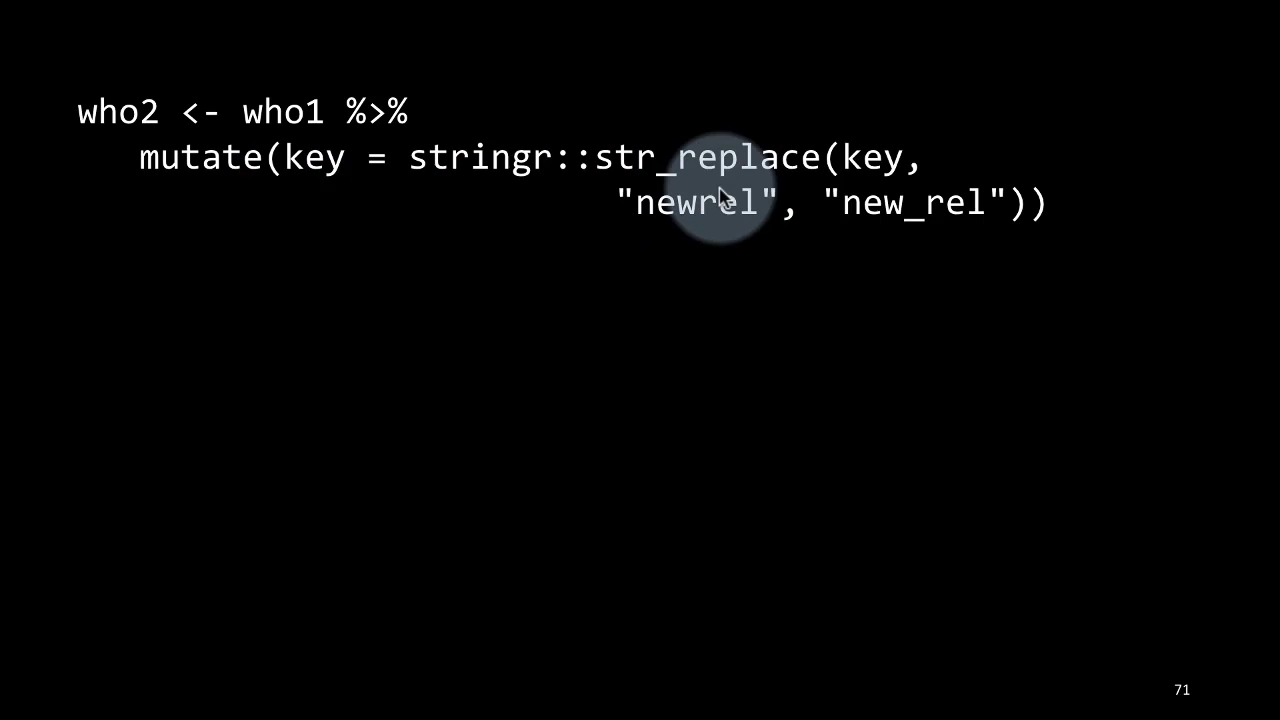 who2 <- who1 %>%
mutate(key = stringr::str_replace(key,
"newrel", "new_rel"))
71